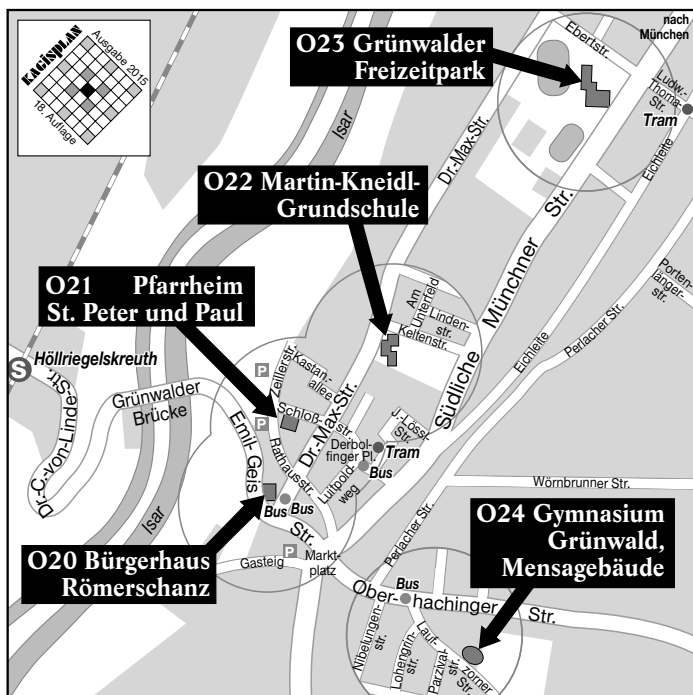 KAGISPLAN
Ausgabe 2015
18. Auflage
nach
München
O23 Grünwalder
Freizeitpark
Ebertstr.
Ludw.-
Thoma-
Str.
Tram
Isar
Dr.-Max-Str.
Eichleite
O22 Martin-Kneidl-
Grundschule
Südliche Münchner Str.
Am
Unterfeld
Linden-
str.
Keltenstr.
Porten-
länger-
str.
Perlacher Str.
Eichleite
O21 Pfarrheim
St. Peter und Paul
S
Höllriegelskreuth
P
Zeillerstr.
Kastan.-
allee
Schloß-
str.
Dr.-Max-Str.
Grünwalder
Brücke
Dr.-C.-von-Linde-Str.
P
Emil-Geis
Str.
Rathausstr.
J.-Löss-
Str.
Derbol-
finger Pl.
Tram
Bus
Luitpold-
weg
Bus
Bus
Isar
Wörnbrunner Str.
Perlacher Str.
O20 Bürgerhaus
Römerschanz
Gasteig
P
Markt-
platz
O24 Gymnasium
Grünwald,
Mensagebäude
Bus
Ober-
hachinger Str.
Nibelungen-
str.
Lohengrin-
str.
Parzival-
str.
Lauf-
zorner
Str.